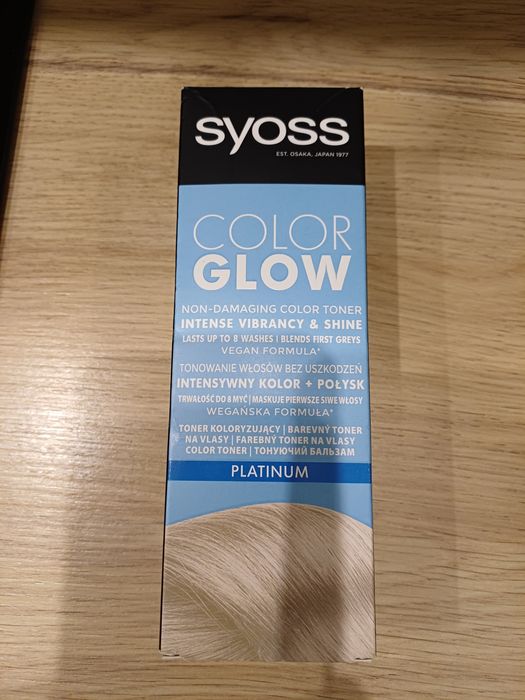 syoss
EST. OSAKA, JAPAN 1977
COLOR
GLOW
NON-DAMAGING COLOR TONER
INTENSE VIBRANCY & SHINE
LASTS UP TO 8 WASHES | BLENDS FIRST GREYS
VEGAN FORMULA*
TONOWANIE WŁOSÓW BEZ USZKODZEŃ
INTENSYWNY KOLOR + POŁYSK
TRWAŁOŚĆ DO 8 MYĆ | MASKUJE PIERWSZE SIWE WŁOSY
WEGAŃSKA FORMUŁA*
TONER KOLORYZUJĄCY | BAREVNÝ TONER
NA VLASY | FAREBNÝ TONER NA VLASY
COLOR TONER | ТОНУЮЧИЙ БАЛЬЗАМ
PLATINUM